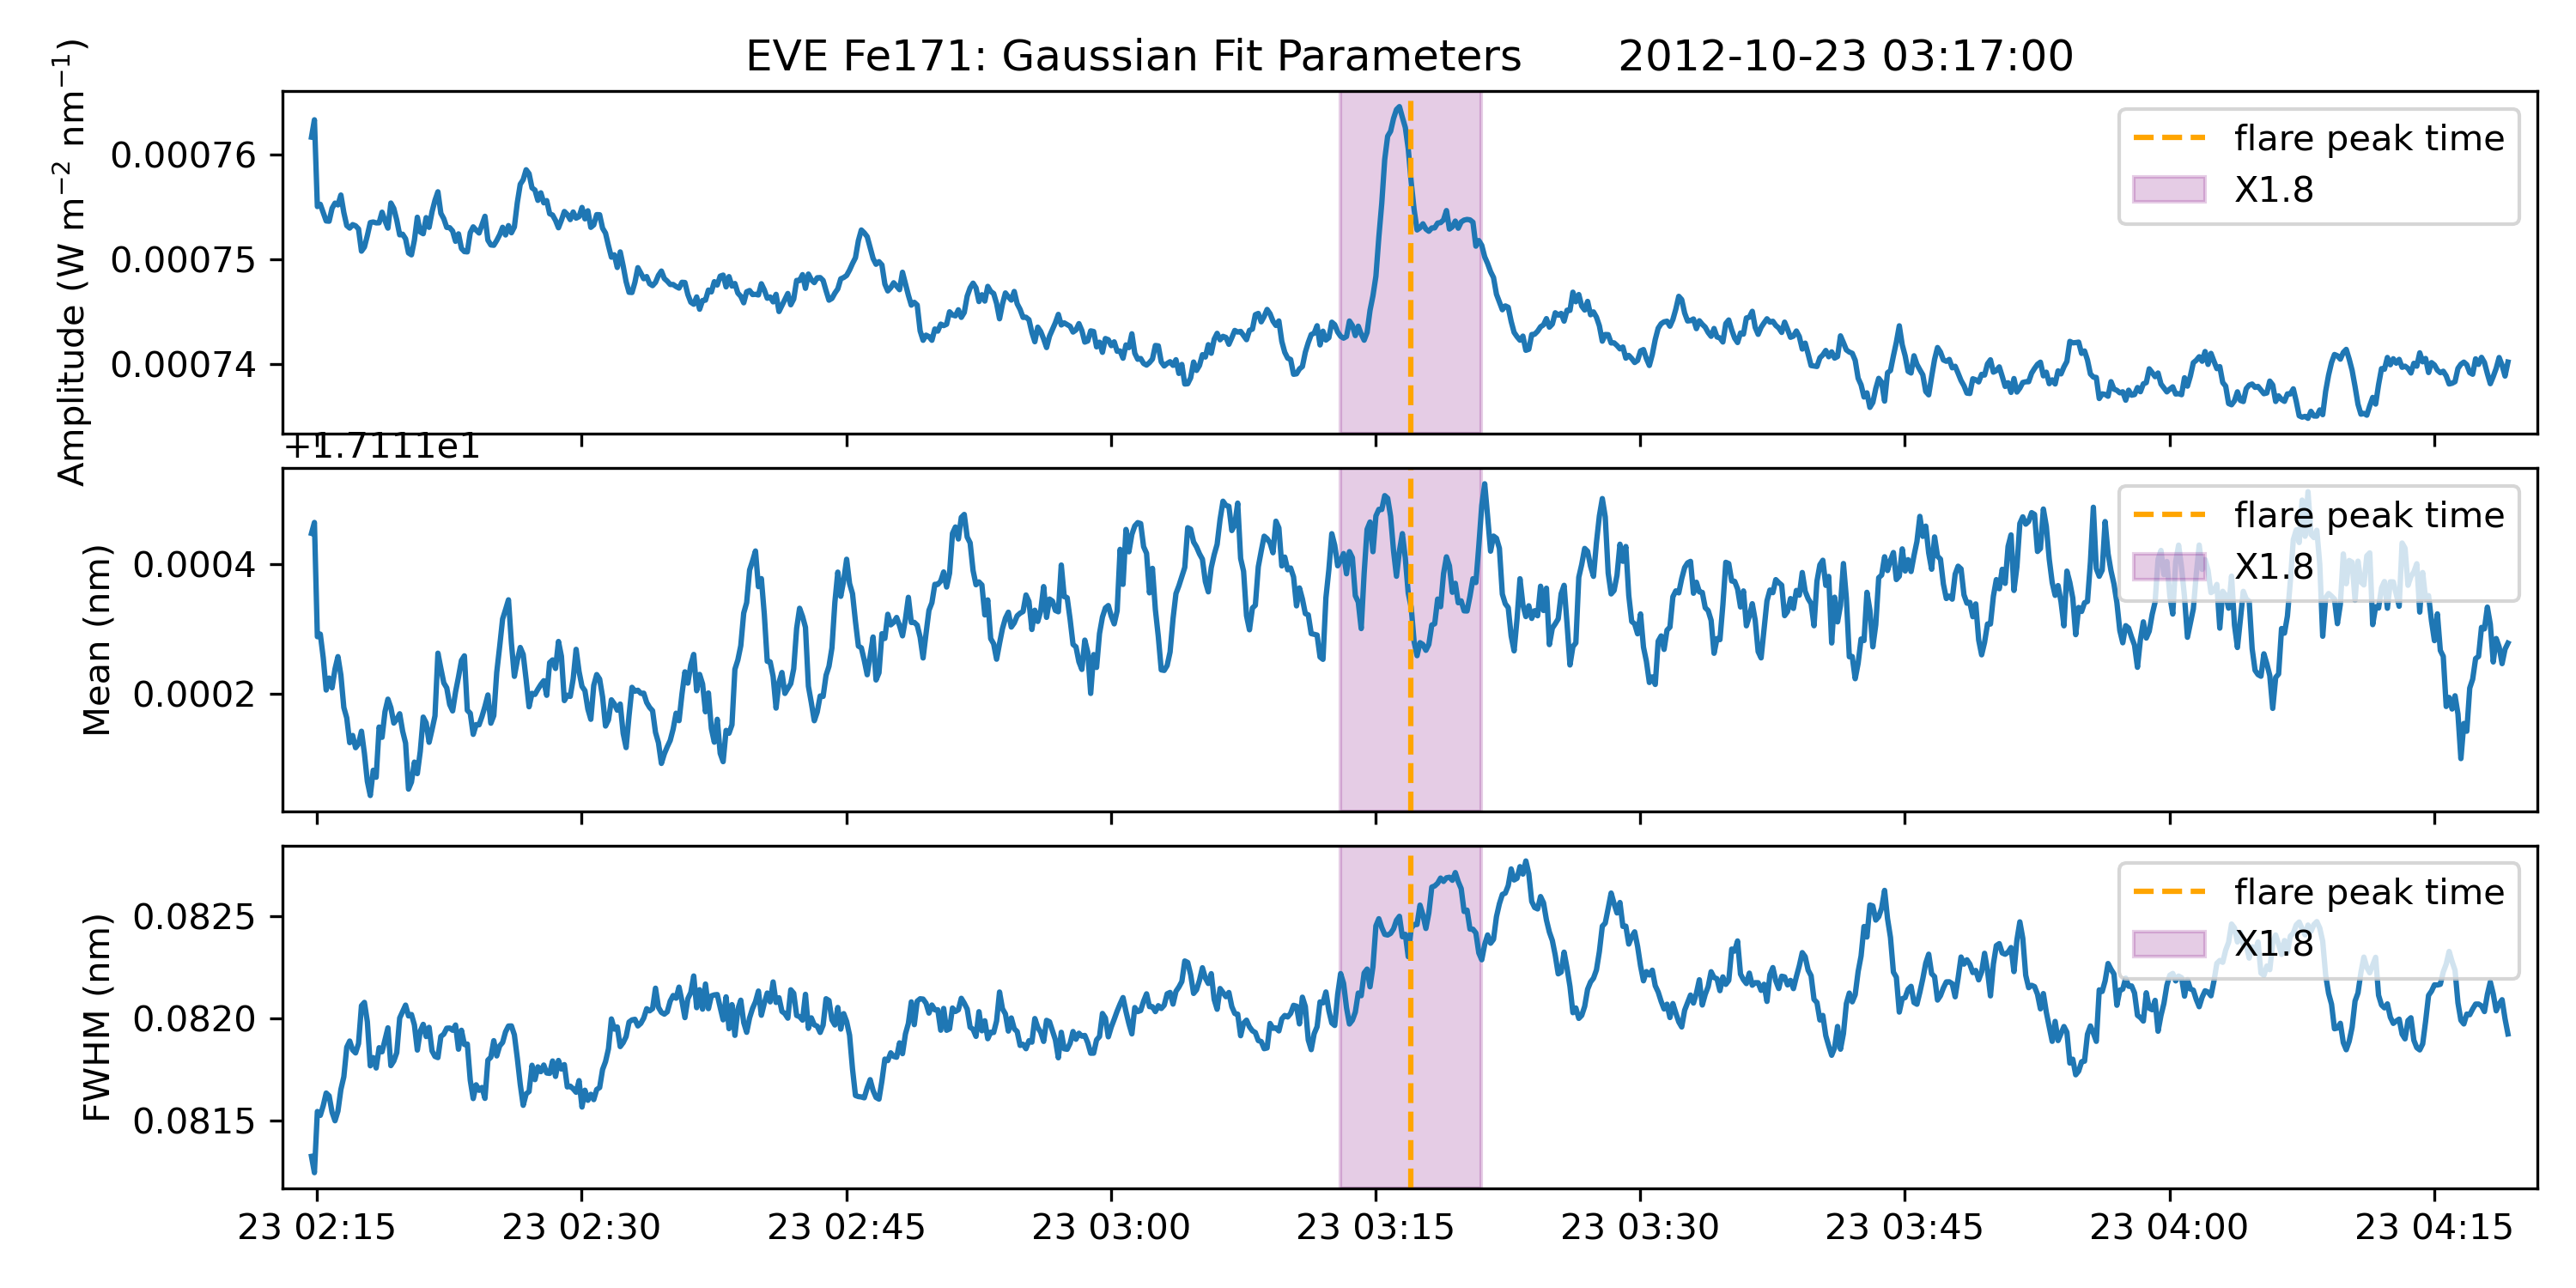 EVE Fe171: Gaussian Fit Parameters 2012-10-23 03:17:00
Amplitude (W m⁻² nm⁻¹)
0.00076
0.00075
0.00074
flare peak time
X1.8
+1.7111e1
Mean (nm)
0.0004
0.0002
flare peak time
X1.8
FWHM (nm)
0.0825
0.0820
0.0815
flare peak time
X1.8
23 02:15 23 02:30 23 02:45 23 03:00 23 03:15 23 03:30 23 03:45 23 04:00 23 04:15